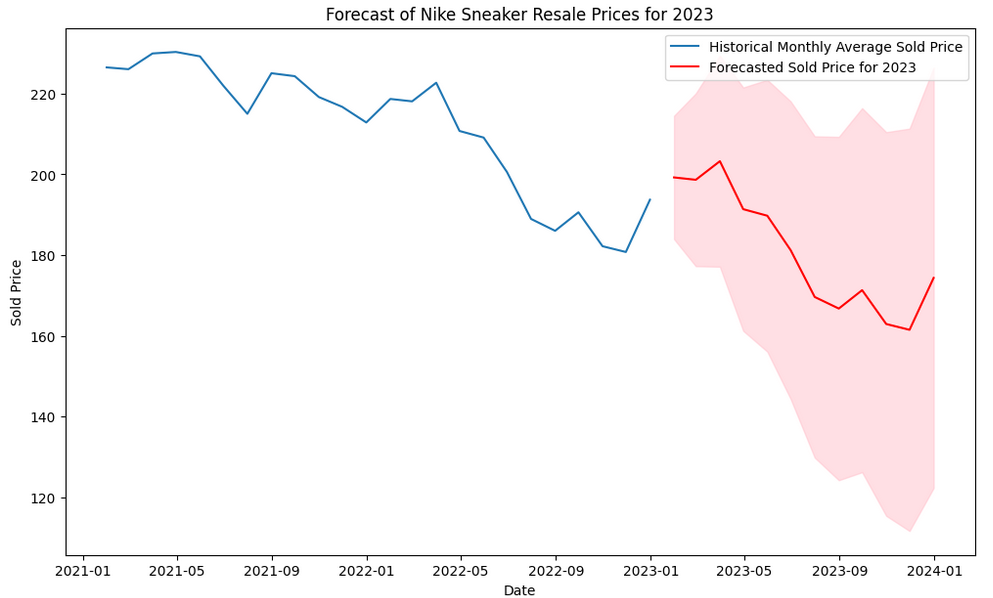 Forecast of Nike Sneaker Resale Prices for 2023
Historical Monthly Average Sold Price
Forecasted Sold Price for 2023
220
200
180
160
140
120
Sold Price
2021-01 2021-05 2021-09 2022-01 2022-05 2022-09 2023-01 2023-05 2023-09 2024-01
Date